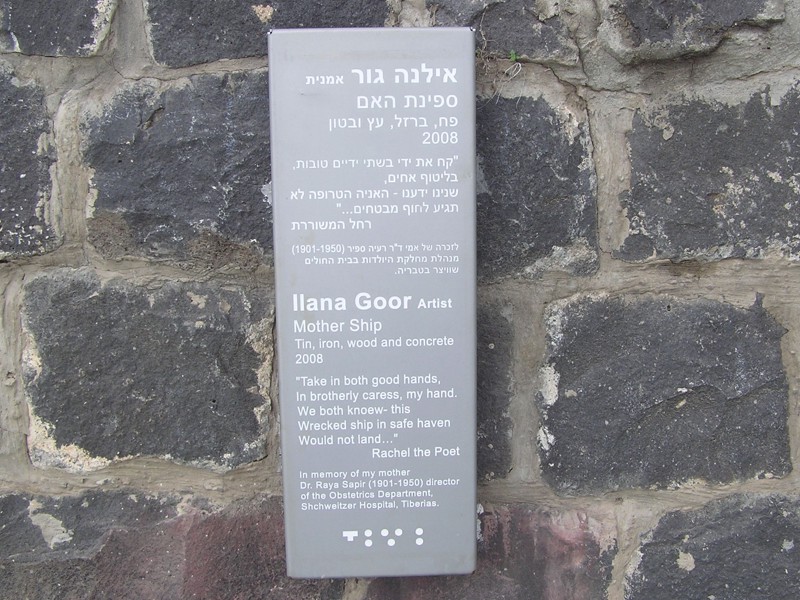 אילנה גור אמנית
ספינת האם
פח, ברזל, עץ ובטון
2008
"קח את ידי בשתי ידיים טובות,
בליטוף אחים,
שנינו ידענו - האניה הטרופה לא
תגיע לחוף מבטחים..."
רחל המשוררת
לזכרה של אמי ד"ר רעיה ספיר (1901-1950)
מנהלת מחלקת היולדות בבית החולים
שוויצר בטבריה.
Ilana Goor Artist
Mother Ship
Tin, iron, wood and concrete
2008
"Take in both good hands,
In brotherly caress, my hand.
We both knoew- this
Wrecked ship in safe haven
Would not land..."
Rachel the Poet
In memory of my mother
Dr. Raya Sapir (1901-1950) director
of the Obstetrics Department,
Shchweitzer Hospital, Tiberias.